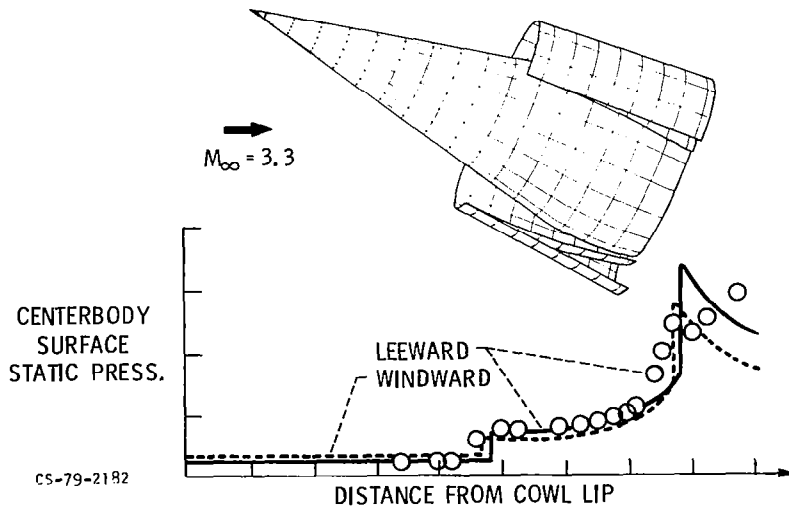 M∞ = 3.3
CENTERBODY
SURFACE
STATIC PRESS.
LEEWARD
WINDWARD
CS-79-2182
DISTANCE FROM COWL LIP